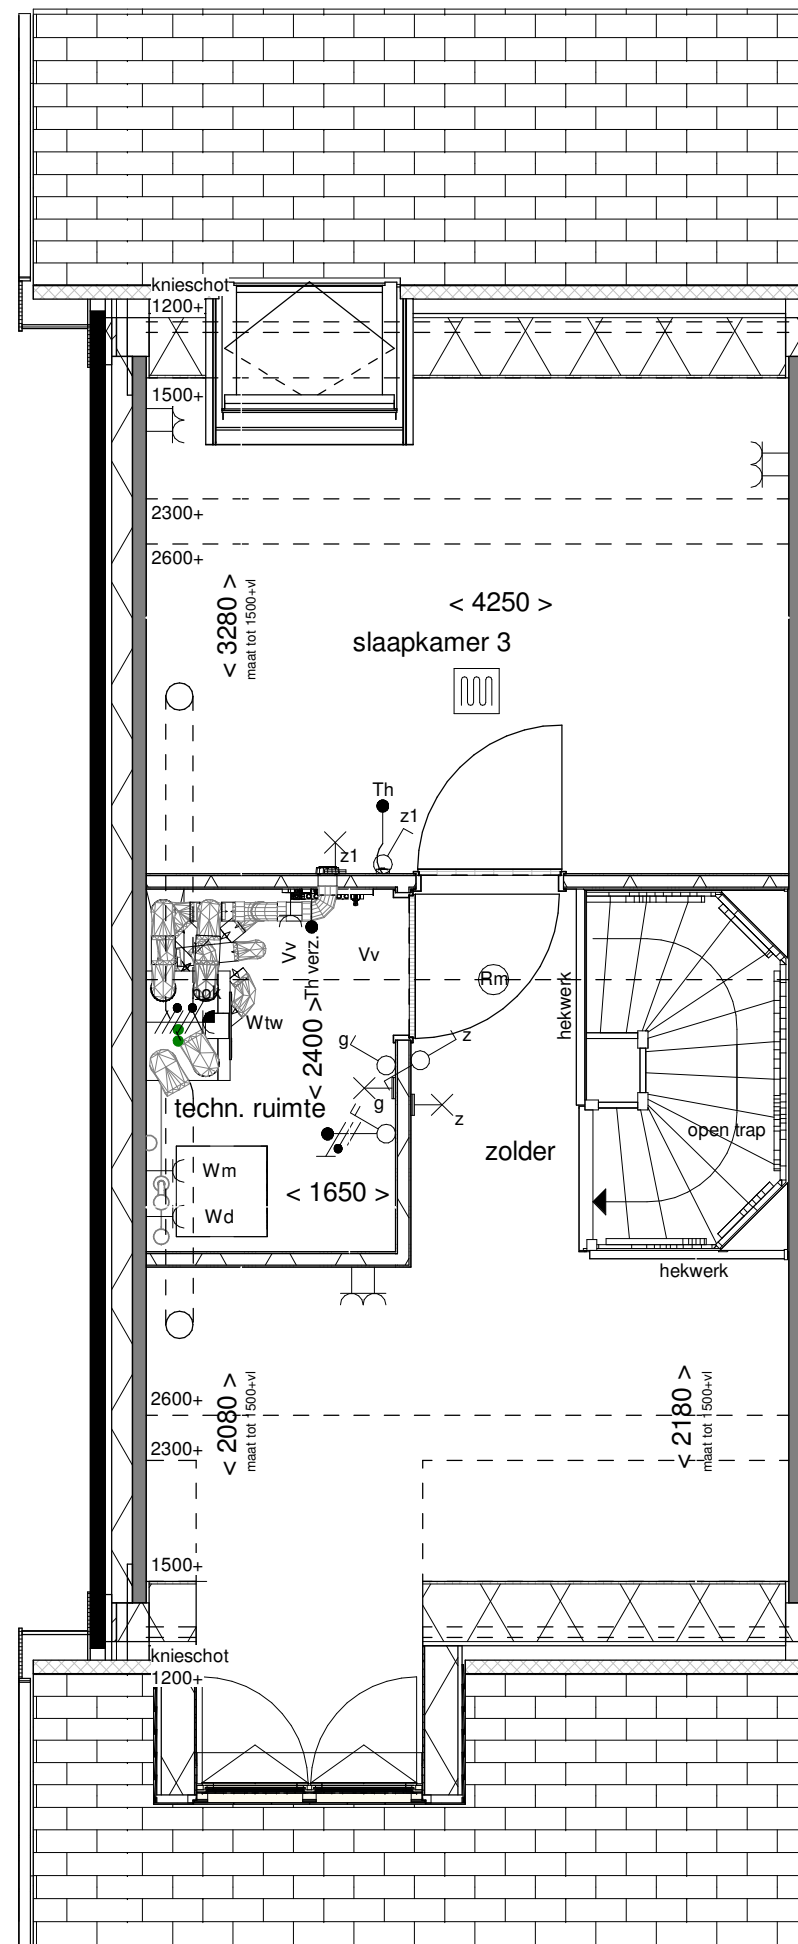 knieschot
1200+
1500+
2300+
2600+
< 3280 >
maat tot 1500+vl
< 4250 >
slaapkamer 3
Th
z1
z1
Vv
Th verz.
Vv
Rm
hekwerk
nok
Wtw
< 2400 >
g
z
g
z
techn. ruimte
open trap
zolder
Wm
< 1650 >
Wd
hekwerk
2600+
< 2080 >
maat tot 1500+vl
< 2180 >
maat tot 1500+vl
2300+
1500+
knieschot
1200+